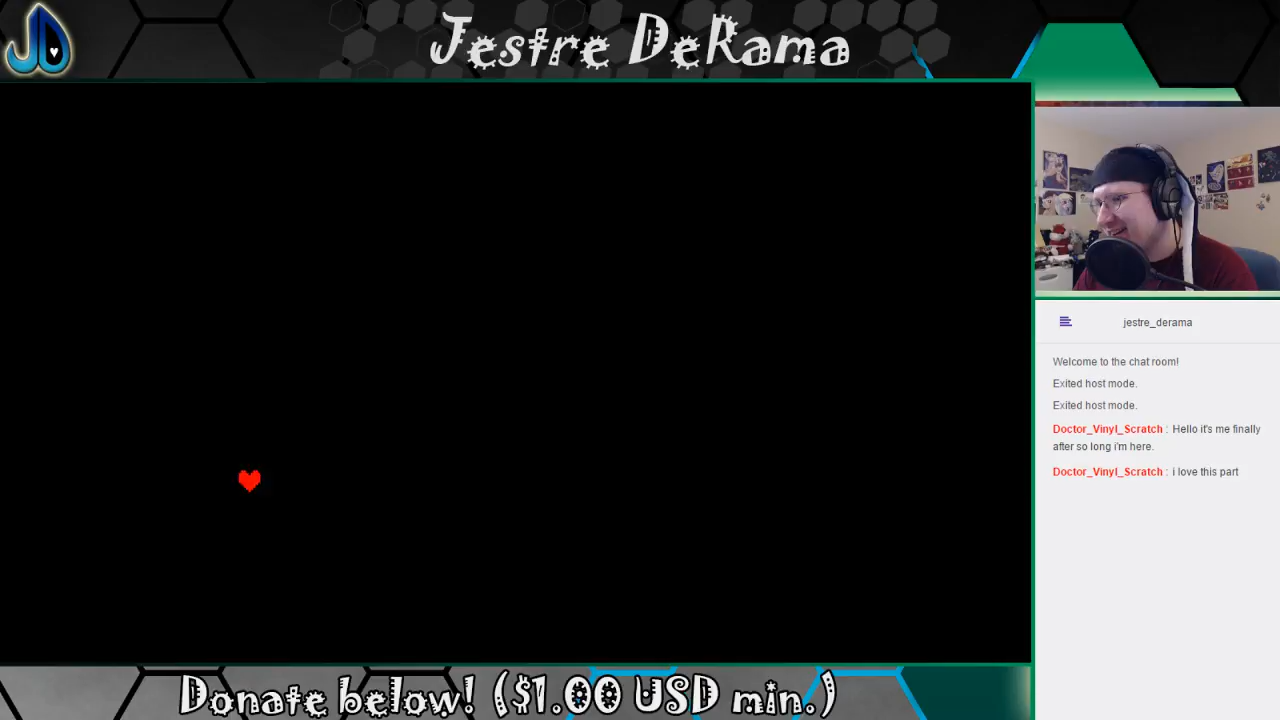 JD
Jestre DeRama
jestre_derama
Welcome to the chat room!
Exited host mode.
Exited host mode.
Doctor_Vinyl_Scratch : Hello it's me finally
after so long i'm here.
Doctor_Vinyl_Scratch : i love this part
Donate below! ($1.00 USD min.)